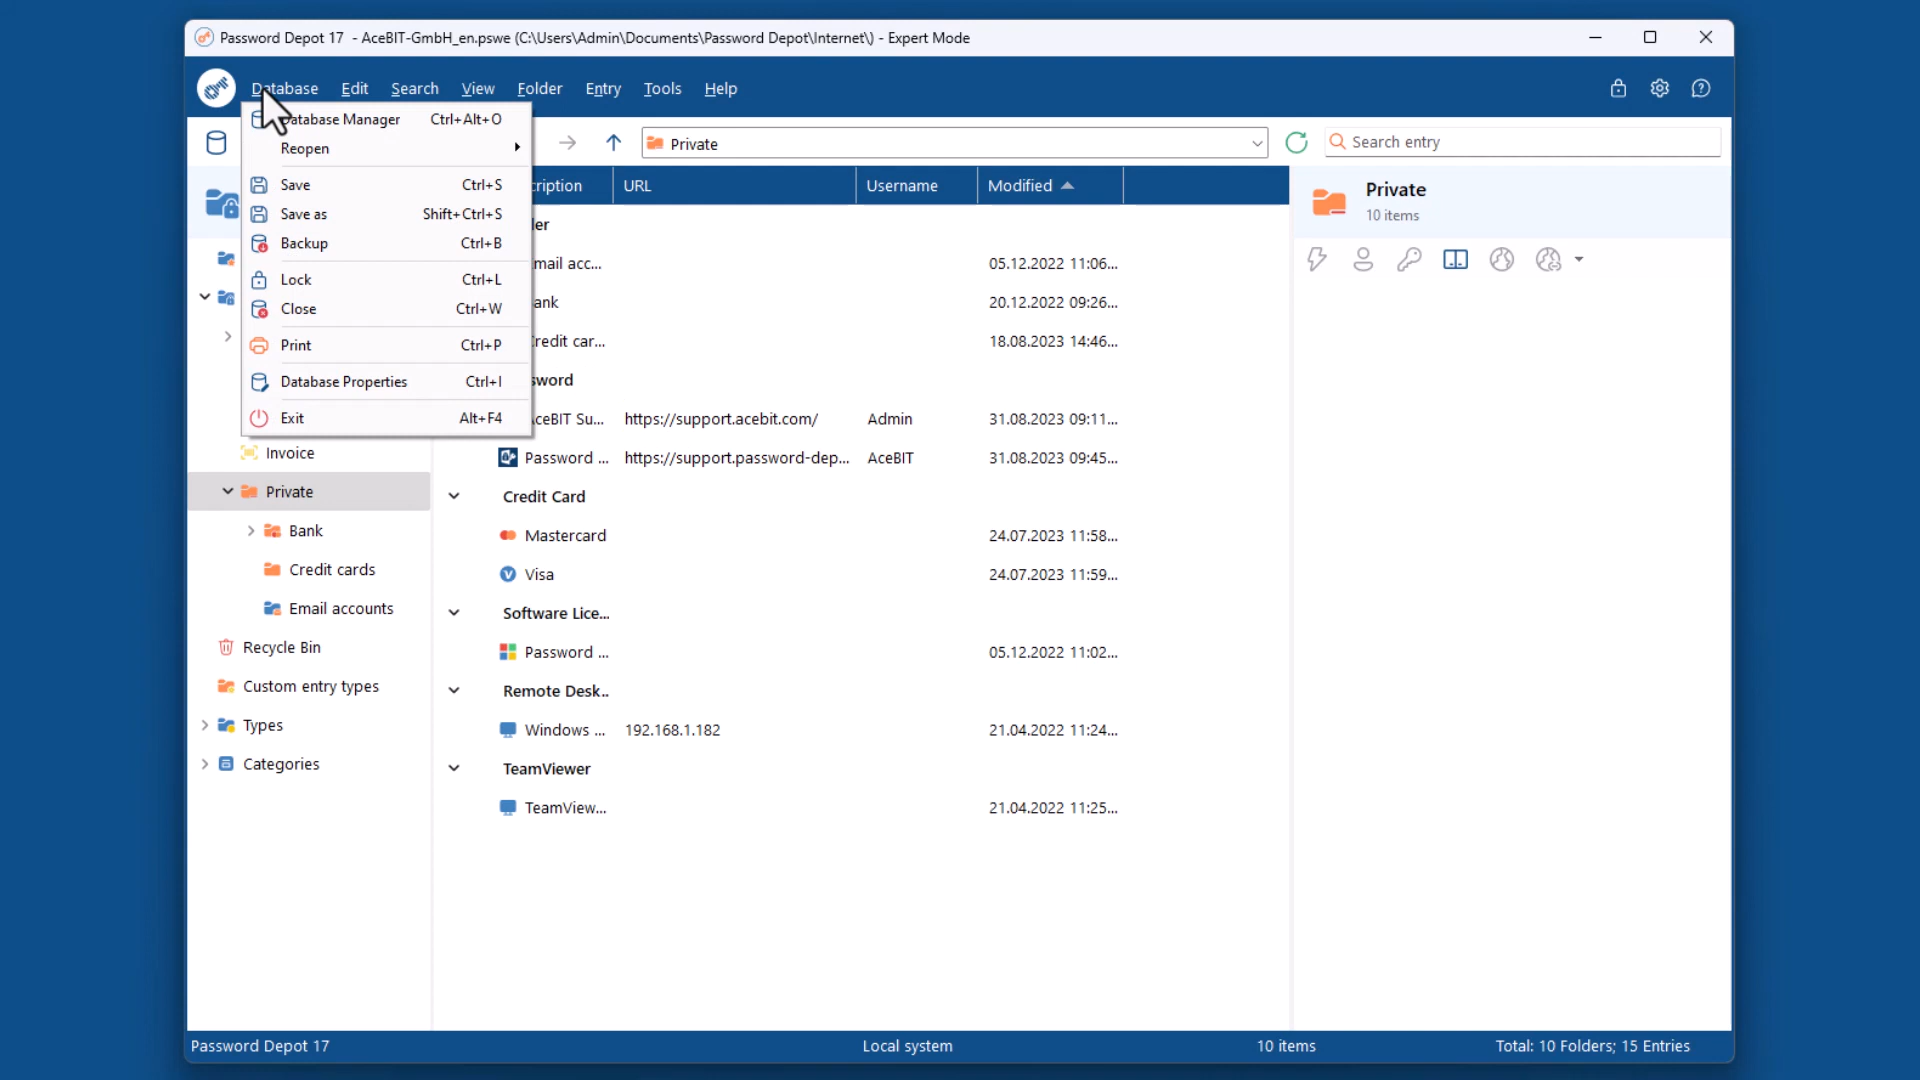 Password Depot 17 - AceBIT-GmbH_en.pswe (C:\Users\Admin\Documents\Password Depot\Internet\) - Expert Mode
Database Edit Search View Folder Entry Tools Help
Database Manager Ctrl+Alt+O
Reopen
Save Ctrl+S
Save as Shift+Ctrl+S
Backup Ctrl+B
Lock Ctrl+L
Close Ctrl+W
Print Ctrl+P
Database Properties Ctrl+I
Exit Alt+F4
Private
Search entry
cription URL Username Modified
der
mail acc... 05.12.2022 11:06...
ank 20.12.2022 09:26...
redit car... 18.08.2023 14:46...
sword
AceBIT Su... https://support.acebit.com/ Admin 31.08.2023 09:11...
Password ... https://support.password-dep... AceBIT 31.08.2023 09:45...
Credit Card
Mastercard 24.07.2023 11:58...
Visa 24.07.2023 11:59...
Software Lice...
Password ... 05.12.2022 11:02...
Remote Desk..
Windows ... 192.168.1.182 21.04.2022 11:24...
TeamViewer
TeamView... 21.04.2022 11:25...
Invoice
Private
Bank
Credit cards
Email accounts
Recycle Bin
Custom entry types
Types
Categories
Private
10 items
Password Depot 17 Local system 10 items Total: 10 Folders; 15 Entries